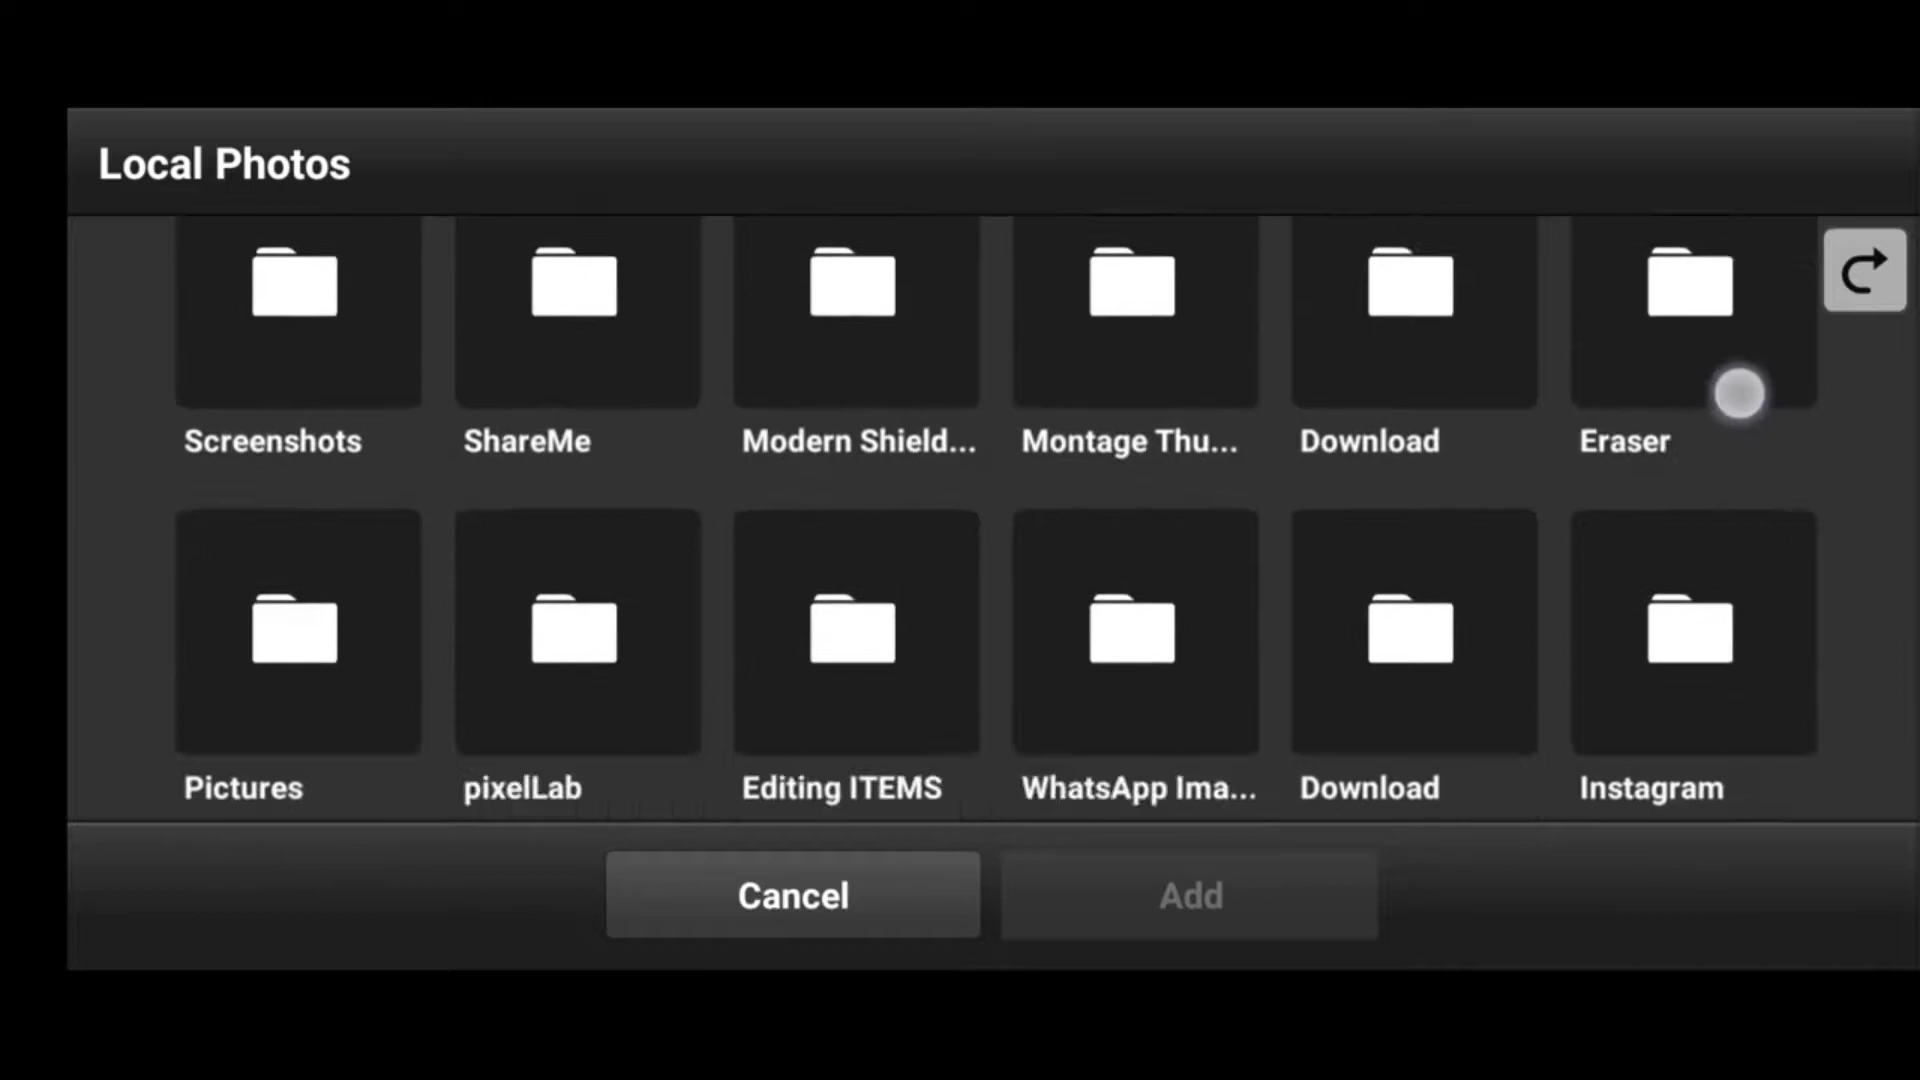 Local Photos
Screenshots
ShareMe
Modern Shield...
Montage Thu...
Download
Eraser
Pictures
pixelLab
Editing ITEMS
WhatsApp Ima...
Download
Instagram
Cancel
Add